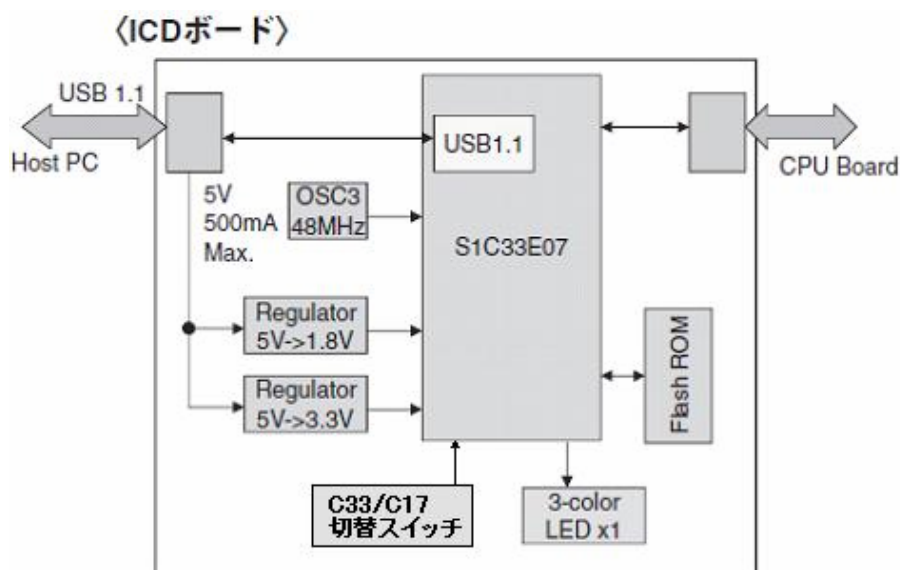 〈ICDボード〉
USB 1.1
Host PC
USB1.1
CPU Board
5V
500mA
Max.
OSC3
48MHz
S1C33E07
Regulator
5V->1.8V
Regulator
5V->3.3V
Flash ROM
C33/C17
切替スイッチ
3-color
LED x1